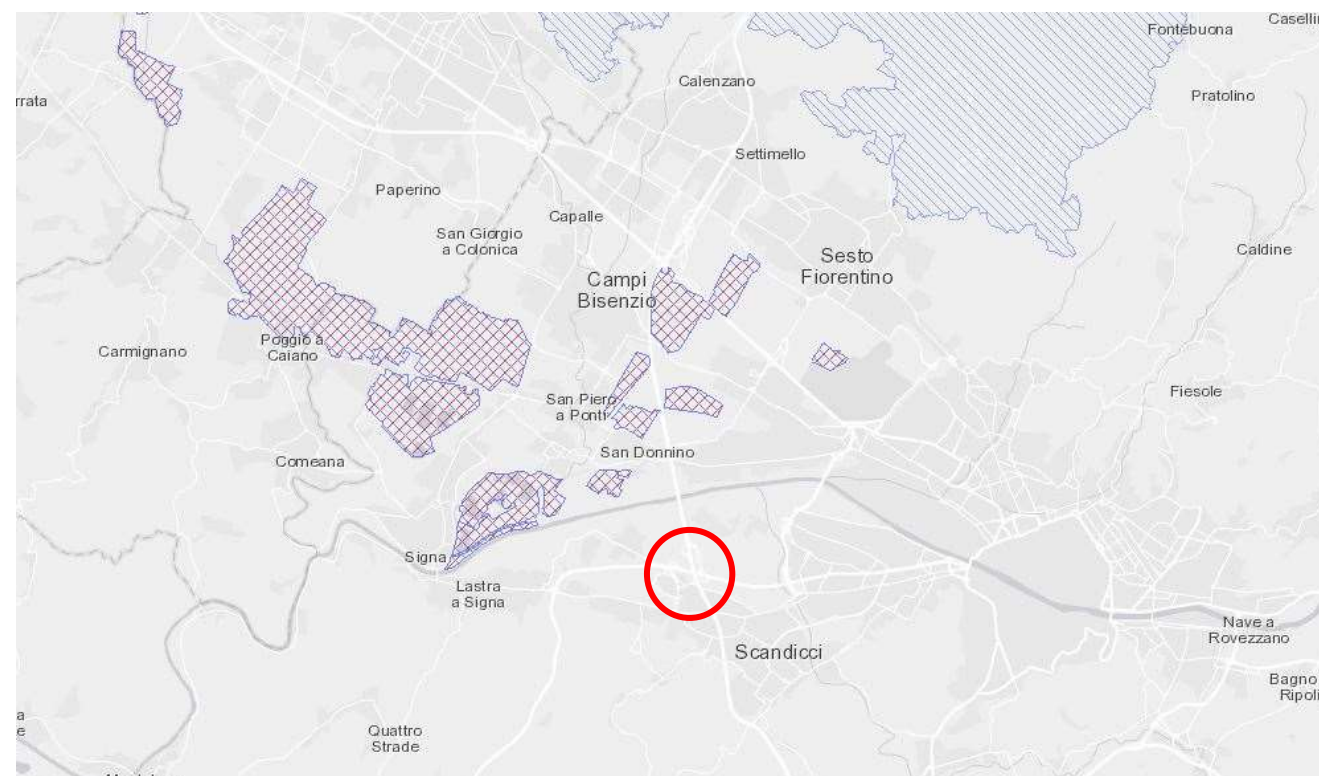 Caselli
Fontebuona
Calenzano
rrata
Pratolino
Settimello
Paperino
Capalle
San Giorgio
a Colonica
Caldine
Sesto
Fiorentino
Campi
Bisenzio
Poggio a
Caiano
Carmignano
Fiesole
San Piero
a Ponti
San Donnino
Comeana
Signa
Lastra
a Signa
Nave a
Rovezzano
Scandicci
Bagno
Ripoli
a
e
Quattro
Strade